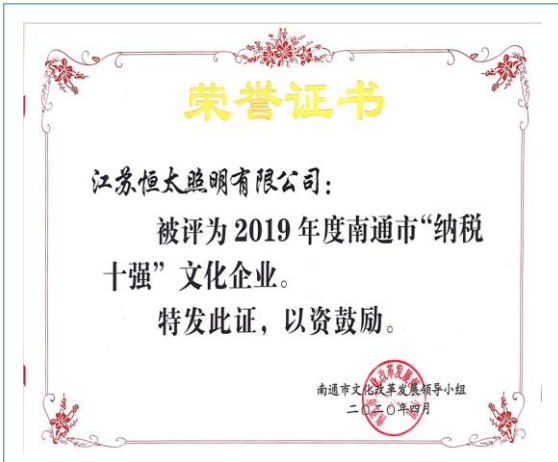 荣誉证书
江苏恒太照明有限公司：
被评为2019年度南通市“纳税
十强”文化企业。
特发此证，以资鼓励。
南通市文化改革发展领导小组
二〇二〇年四月